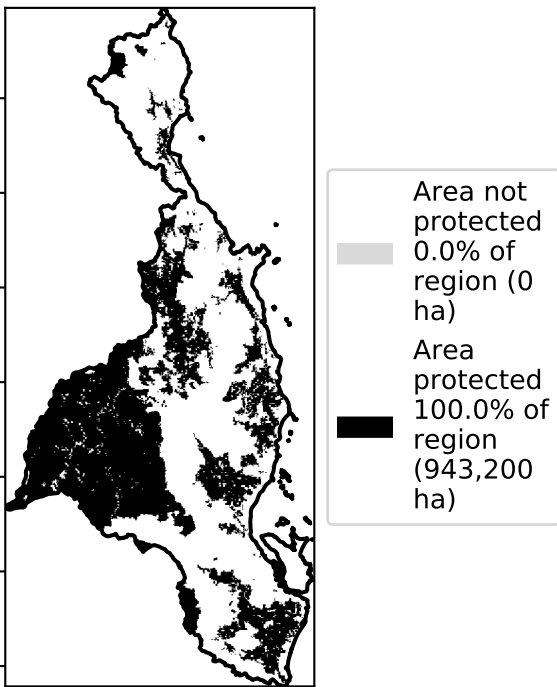 Area not
protected
0.0% of
region (0
ha)
Area
protected
100.0% of
region
(943,200
ha)